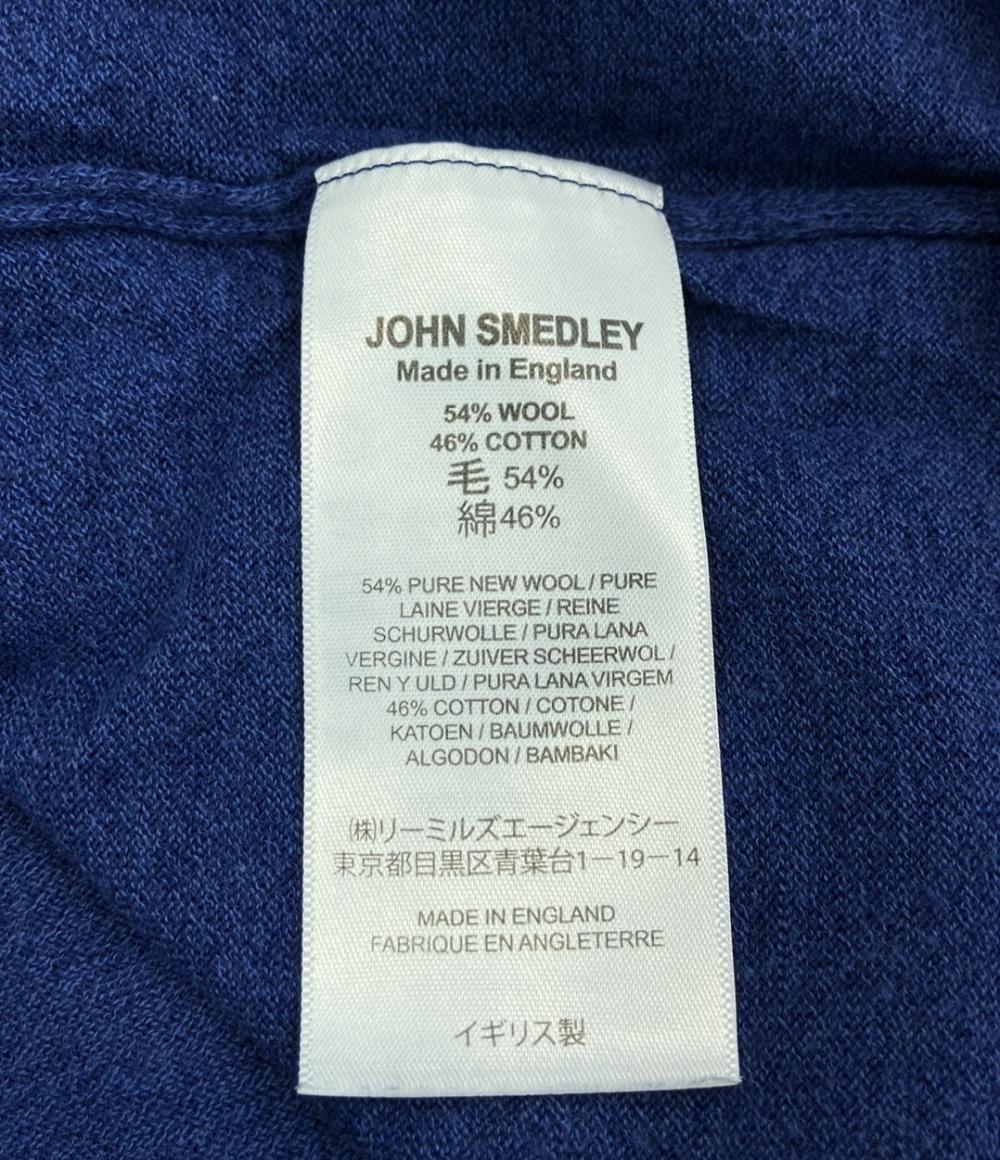 JOHN SMEDLEY
Made in England
54% WOOL
46% COTTON
毛 54%
綿46%
54% PURE NEW WOOL / PURE
LAINE VIERGE / REINE
SCHURWOLLE / PURA LANA
VERGINE / ZUIVER SCHEERWOL /
REN Y ULD / PURA LANA VIRGEM
46% COTTON / COTONE /
KATOEN / BAUMWOLLE /
ALGODON / BAMBAKI
㈱リーミルズエージェンシー
東京都目黒区青葉台1－19－14
MADE IN ENGLAND
FABRIQUE EN ANGLETERRE
イギリス製